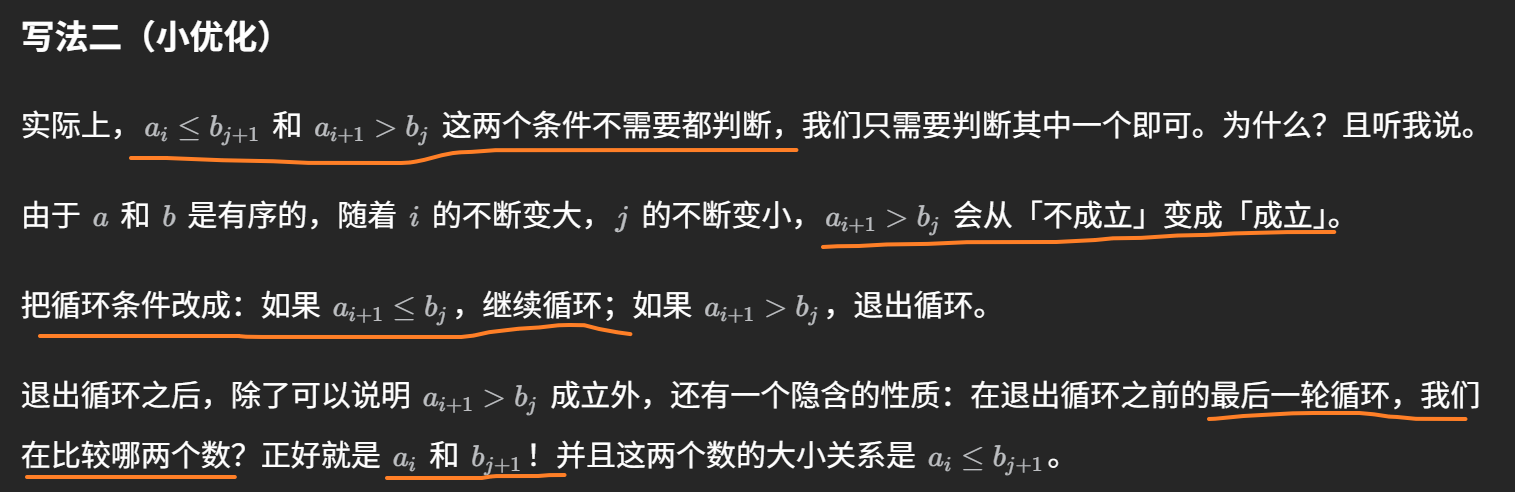 写法二（小优化）
实际上，a_i ≤ b_{j+1} 和 a_{i+1} > b_j 这两个条件不需要都判断，我们只需要判断其中一个即可。为什么？且听我说。
由于 a 和 b 是有序的，随着 i 的不断变大，j 的不断变小，a_{i+1} > b_j 会从「不成立」变成「成立」。
把循环条件改成：如果 a_{i+1} ≤ b_j，继续循环；如果 a_{i+1} > b_j，退出循环。
退出循环之后，除了可以说明 a_{i+1} > b_j 成立外，还有一个隐含的性质：在退出循环之前的最后一轮循环，我们
在比较哪两个数？正好就是 a_i 和 b_{j+1}！并且这两个数的大小关系是 a_i ≤ b_{j+1}。